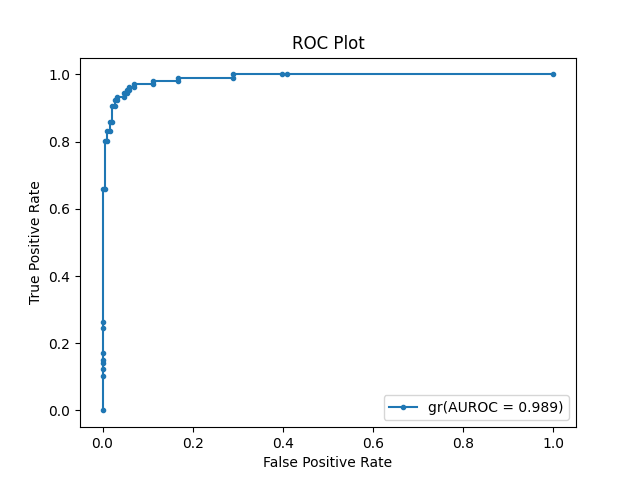 ROC Plot
True Positive Rate
1.0
0.8
0.6
0.4
0.2
0.0
0.0 0.2 0.4 0.6 0.8 1.0
False Positive Rate
gr(AUROC = 0.989)